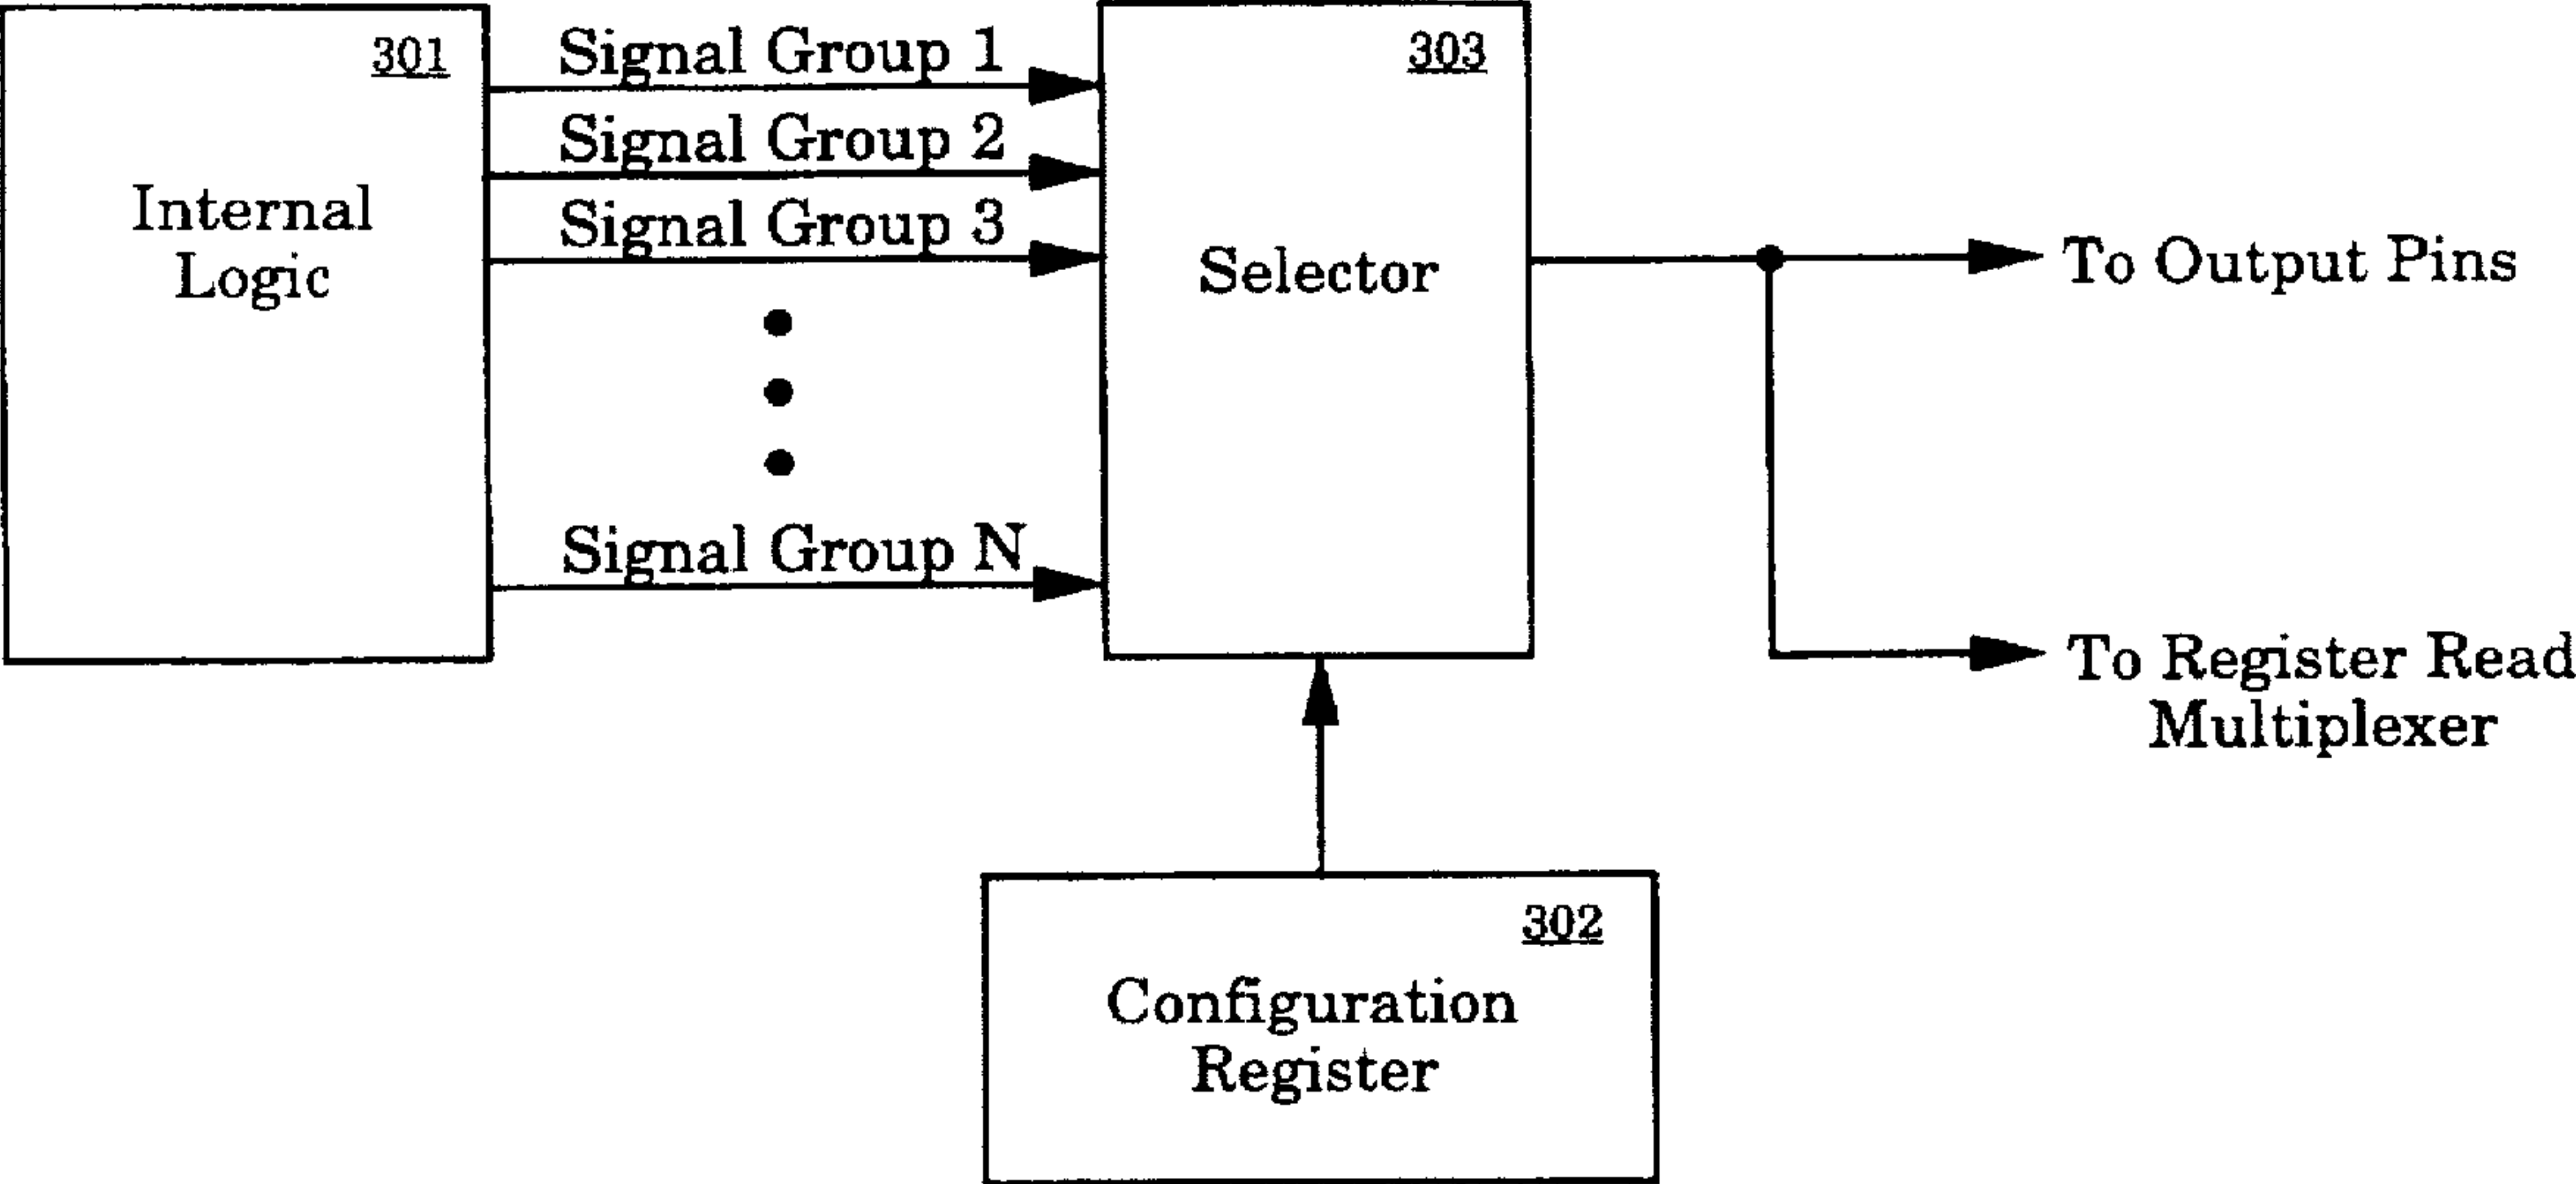 301
Internal
Logic
Signal Group 1
Signal Group 2
Signal Group 3
Signal Group N
303
Selector
To Output Pins
To Register Read
Multiplexer
302
Configuration
Register